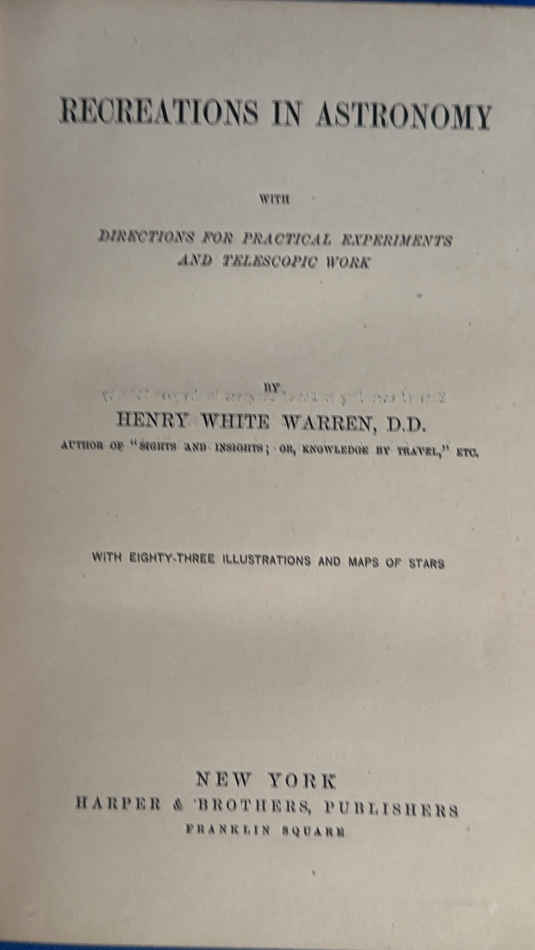 RECREATIONS IN ASTRONOMY
WITH
DIRECTIONS FOR PRACTICAL EXPERIMENTS
AND TELESCOPIC WORK
BY
HENRY WHITE WARREN, D.D.
AUTHOR OF "SIGHTS AND INSIGHTS; OR, KNOWLEDGE BY TRAVEL," ETC.
WITH EIGHTY-THREE ILLUSTRATIONS AND MAPS OF STARS
NEW YORK
HARPER & BROTHERS, PUBLISHERS
FRANKLIN SQUARE